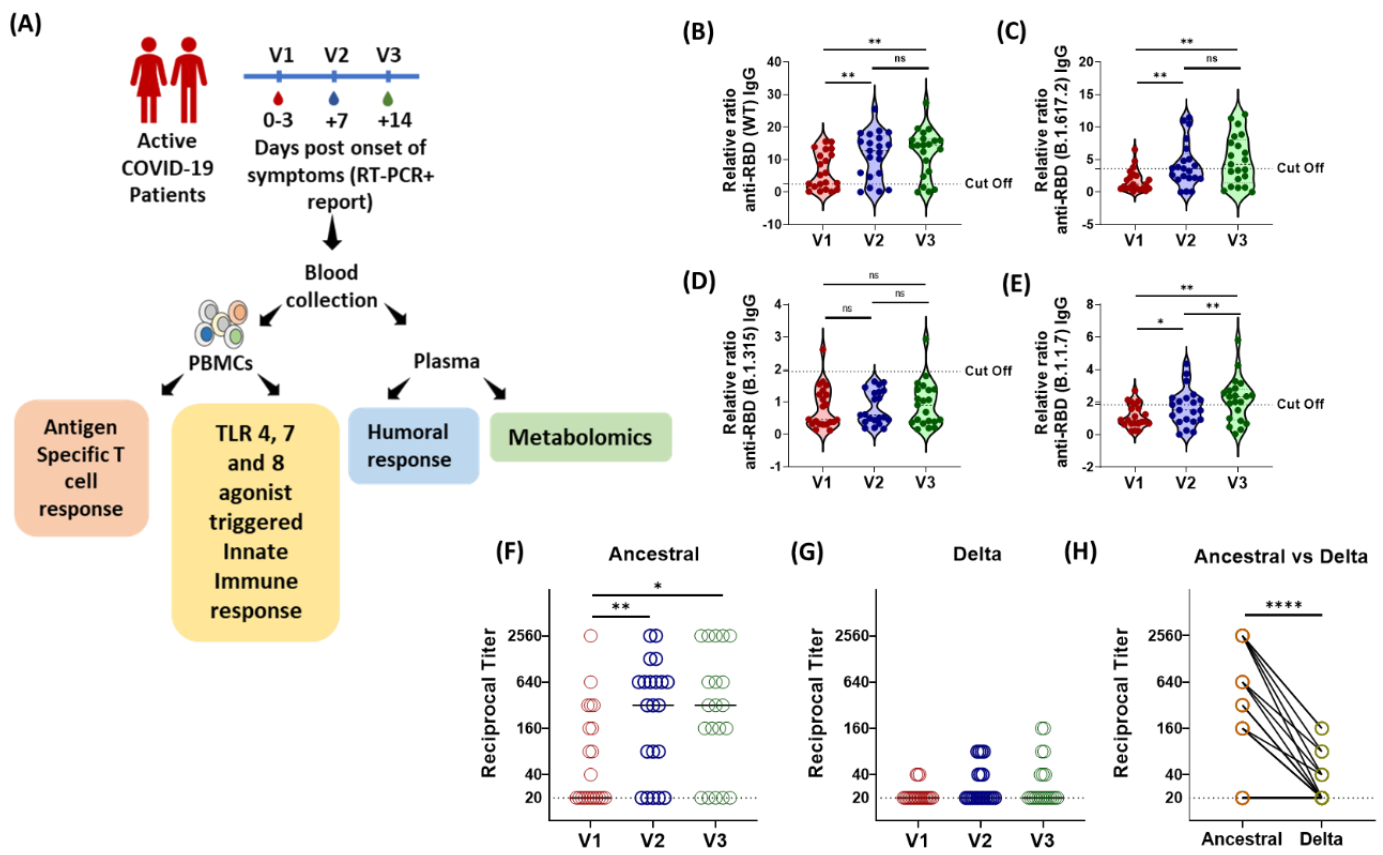 (A)
V1 V2 V3
0-3 +7 +14
Active
COVID-19
Patients
Days post onset of
symptoms (RT-PCR+
report)
Blood
collection
PBMCs
Plasma
Antigen
Specific T
cell
response
TLR 4, 7
and 8
agonist
triggered
Innate
Immune
response
Humoral
response
Metabolomics
(B)
Relative ratio
anti-RBD (WT) IgG
40
30
20
10
0
-10
**
**
ns
Cut Off
V1 V2 V3
(C)
Relative ratio
anti-RBD (B.1.617.2) IgG
20
15
10
5
0
-5
**
**
ns
Cut Off
V1 V2 V3
(D)
Relative ratio
anti-RBD (B.1.315) IgG
4
3
2
1
0
-1
ns
ns
ns
Cut Off
V1 V2 V3
(E)
Relative ratio
anti-RBD (B.1.1.7) IgG
8
6
4
2
0
-2
**
*
**
Cut Off
V1 V2 V3
(F)
Ancestral
Reciprocal Titer
2560
640
160
40
20
*
**
V1 V2 V3
(G)
Delta
Reciprocal Titer
2560
640
160
40
20
V1 V2 V3
(H)
Ancestral vs Delta
Reciprocal Titer
2560
640
160
40
20
****
Ancestral Delta